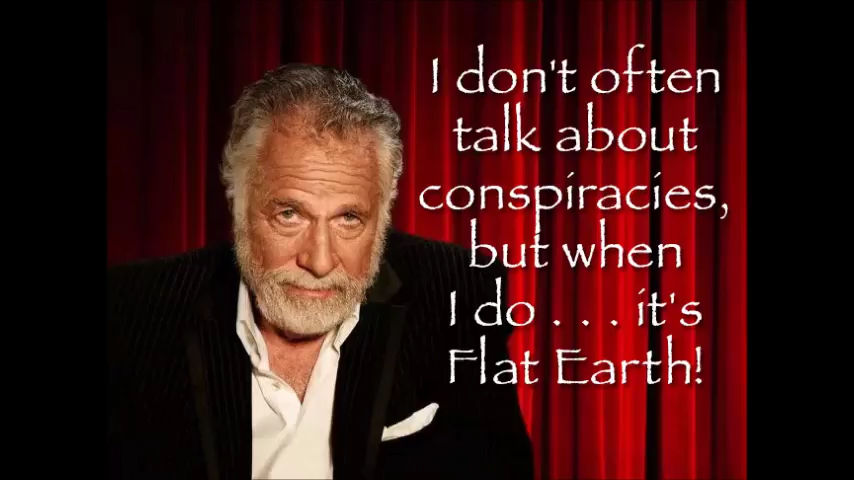 I don't often
talk about
conspiracies,
but when
I do . . . it's
Flat Earth!